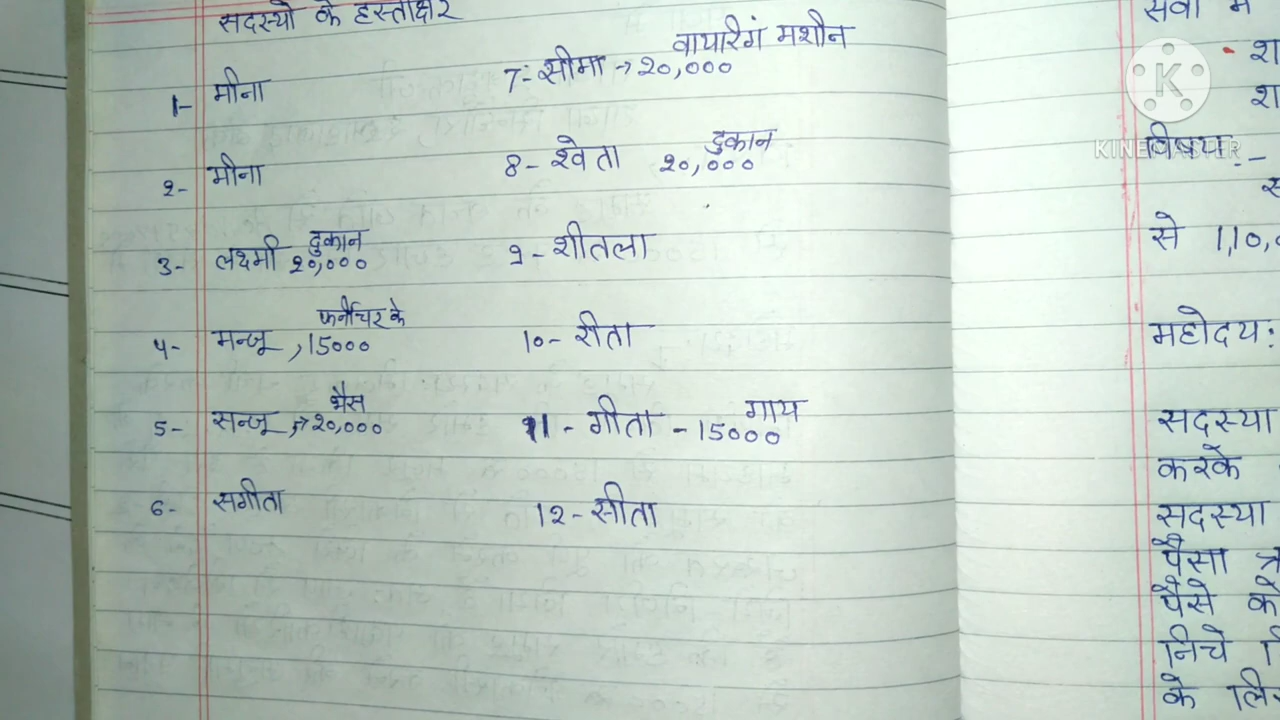 सदस्यो के हस्ताक्षर
1- मीना
2- मीना
3- लक्ष्मी 20,000 दुकान
4- मन्जू , 15000 फर्नीचर के
5- सन्जू → 20,000 भैस
6- सगीता
7- सीमा → 20,000 वायरिगं मशीन
8- श्वेता 20,000 दुकान
9- शीतला
10- रीता
11- गीता - 15000 गाय
12- सीता
सेवा में
विषय :-
से 1,10,0
महोदय:
सदस्या
करके
सदस्या
पैसा
पैसे के
निचे
के लि
KINEMASTER